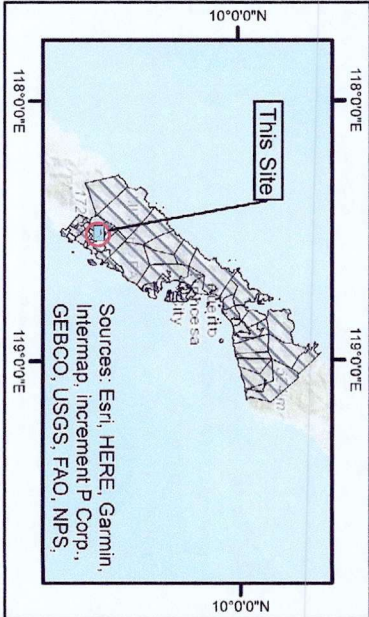 118°0'0"E
119°0'0"E
10°0'0"N
10°0'0"N
This Site
City
Sources: Esri, HERE, Garmin,
Intermap, increment P Corp.,
GEBCO, USGS, FAO, NPS,
118°0'0"E
119°0'0"E